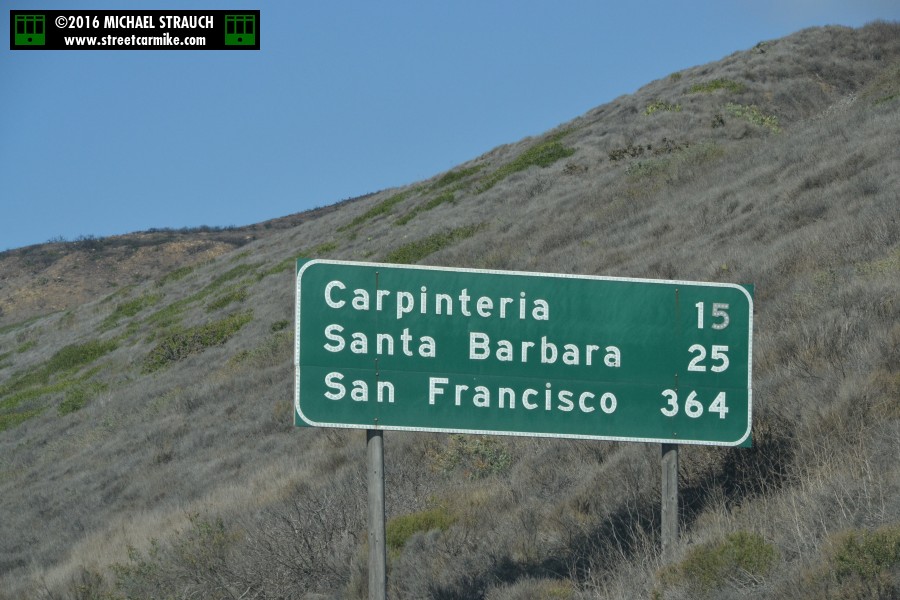 ©2016 MICHAEL STRAUCH
www.streetcarmike.com
Carpinteria 15
Santa Barbara 25
San Francisco 364